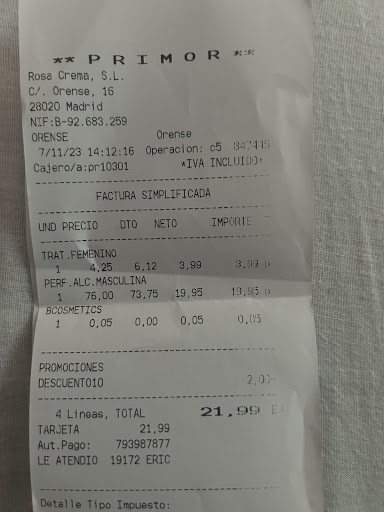 ** P R I M O R **
Rosa Crema, S.L.
C/. Orense, 16
28020 Madrid
NIF:B-92.683.259
ORENSE Orense
7/11/23 14:12:16 Operacion: c5 847445
Cajero/a:pri0301 *IVA INCLUIDO*
FACTURA SIMPLIFICADA
UND PRECIO DTO NETO IMPORTE
TRAT.FEMENINO
1 4,25 6,12 3,99 3,99 p
PERF.ALC.MASCULINA
1 76,00 73,75 19,95 19,95 p
BCOSMETICS
1 0,05 0,00 0,05 0,05
PROMOCIONES
DESCUENTO10 2,00-
4 Lineas, TOTAL 21,99
TARJETA 21,99
Aut.Pago: 793987877
LE ATENDIO 19172 ERIC
Detalle Tipo Impuesto: